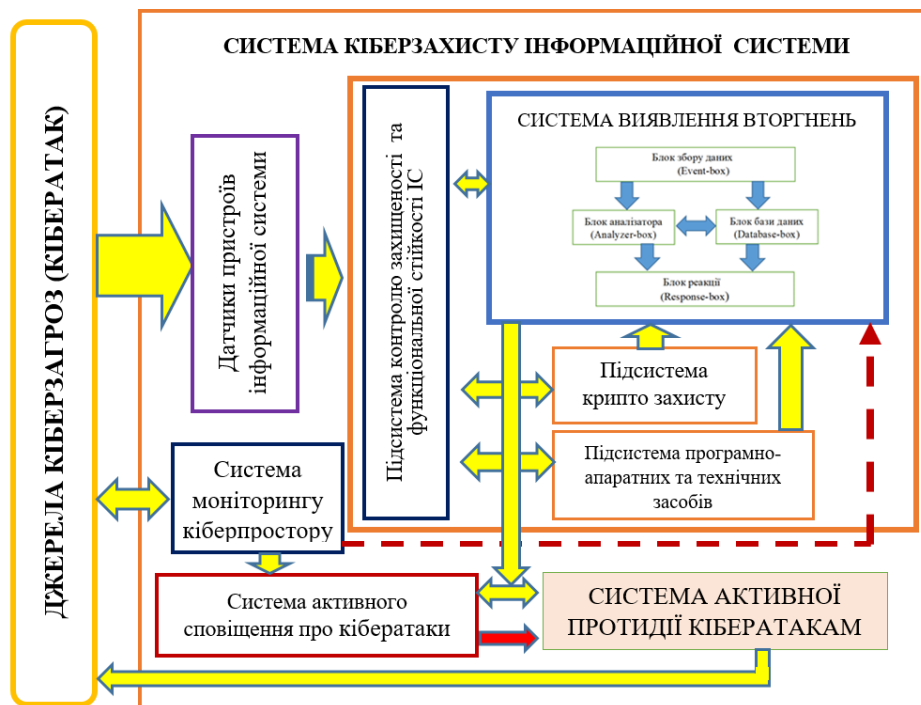 ДЖЕРЕЛА КІБЕРЗАГРОЗ (КІБЕРАТАК)
СИСТЕМА КІБЕРЗАХИСТУ ІНФОРМАЦІЙНОЇ СИСТЕМИ
Датчики пристроїв
інформаційної системи
Підсистема контролю захищеності та
функціональної стійкості ІС
СИСТЕМА ВИЯВЛЕННЯ ВТОРГНЕНЬ
Блок збору даних
(Event-box)
Блок аналізатора
(Analyzer-box)
Блок бази даних
(Database-box)
Блок реакції
(Response-box)
Підсистема
крипто захисту
Підсистема програмно-
апаратних та технічних
засобів
Система
моніторингу
кіберпростору
Система активного
сповіщення про кібератаки
СИСТЕМА АКТИВНОЇ
ПРОТИДІЇ КІБЕРАТАКАМ